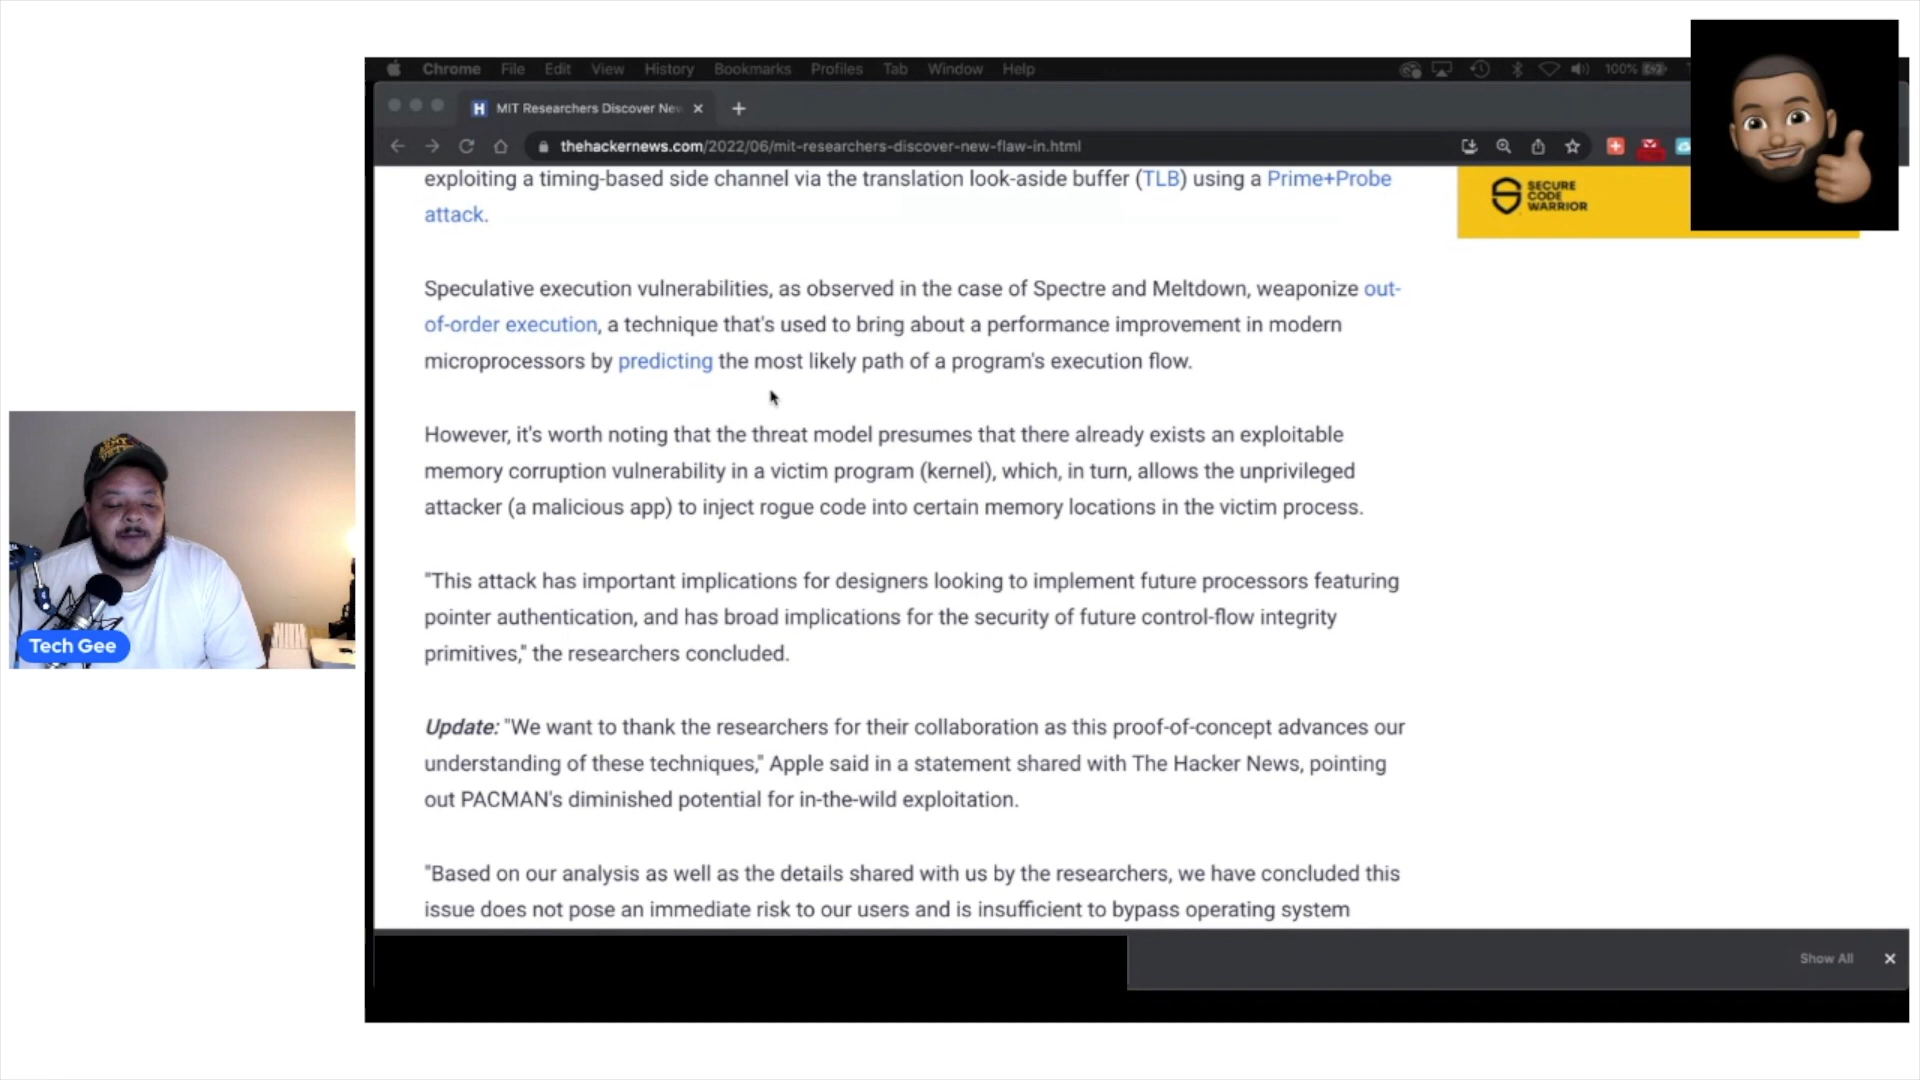 Chrome File Edit View History Bookmarks Profiles Tab Window Help 100%
MIT Researchers Discover New
thehackernews.com/2022/06/mit-researchers-discover-new-flaw-in.html
exploiting a timing-based side channel via the translation look-aside buffer (TLB) using a Prime+Probe
attack.
SECURE
CODE
WARRIOR
Speculative execution vulnerabilities, as observed in the case of Spectre and Meltdown, weaponize out-
of-order execution, a technique that's used to bring about a performance improvement in modern
microprocessors by predicting the most likely path of a program's execution flow.
However, it's worth noting that the threat model presumes that there already exists an exploitable
memory corruption vulnerability in a victim program (kernel), which, in turn, allows the unprivileged
attacker (a malicious app) to inject rogue code into certain memory locations in the victim process.
"This attack has important implications for designers looking to implement future processors featuring
pointer authentication, and has broad implications for the security of future control-flow integrity
primitives," the researchers concluded.
Update: "We want to thank the researchers for their collaboration as this proof-of-concept advances our
understanding of these techniques," Apple said in a statement shared with The Hacker News, pointing
out PACMAN's diminished potential for in-the-wild exploitation.
"Based on our analysis as well as the details shared with us by the researchers, we have concluded this
issue does not pose an immediate risk to our users and is insufficient to bypass operating system
Show All
Tech Gee